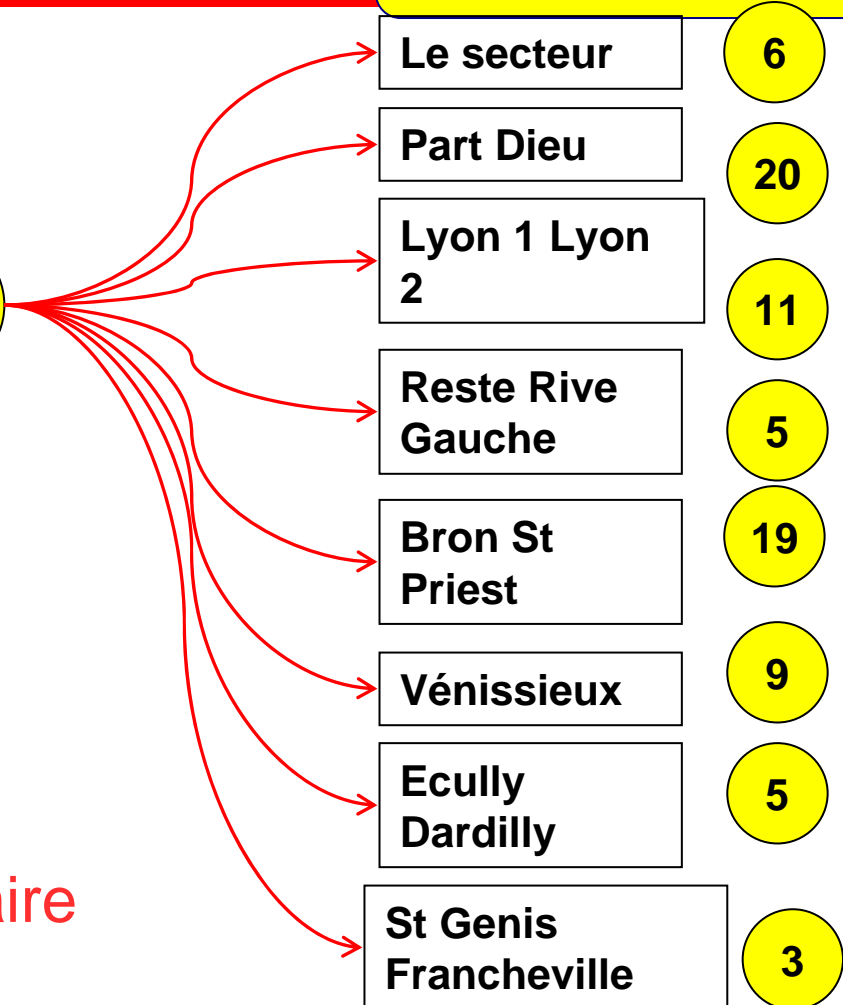 Le secteur
6
Part Dieu
20
Lyon 1 Lyon
2
11
Reste Rive
Gauche
5
Bron St
Priest
19
Vénissieux
9
Ecully
Dardilly
5
aire
St Genis
Francheville
3